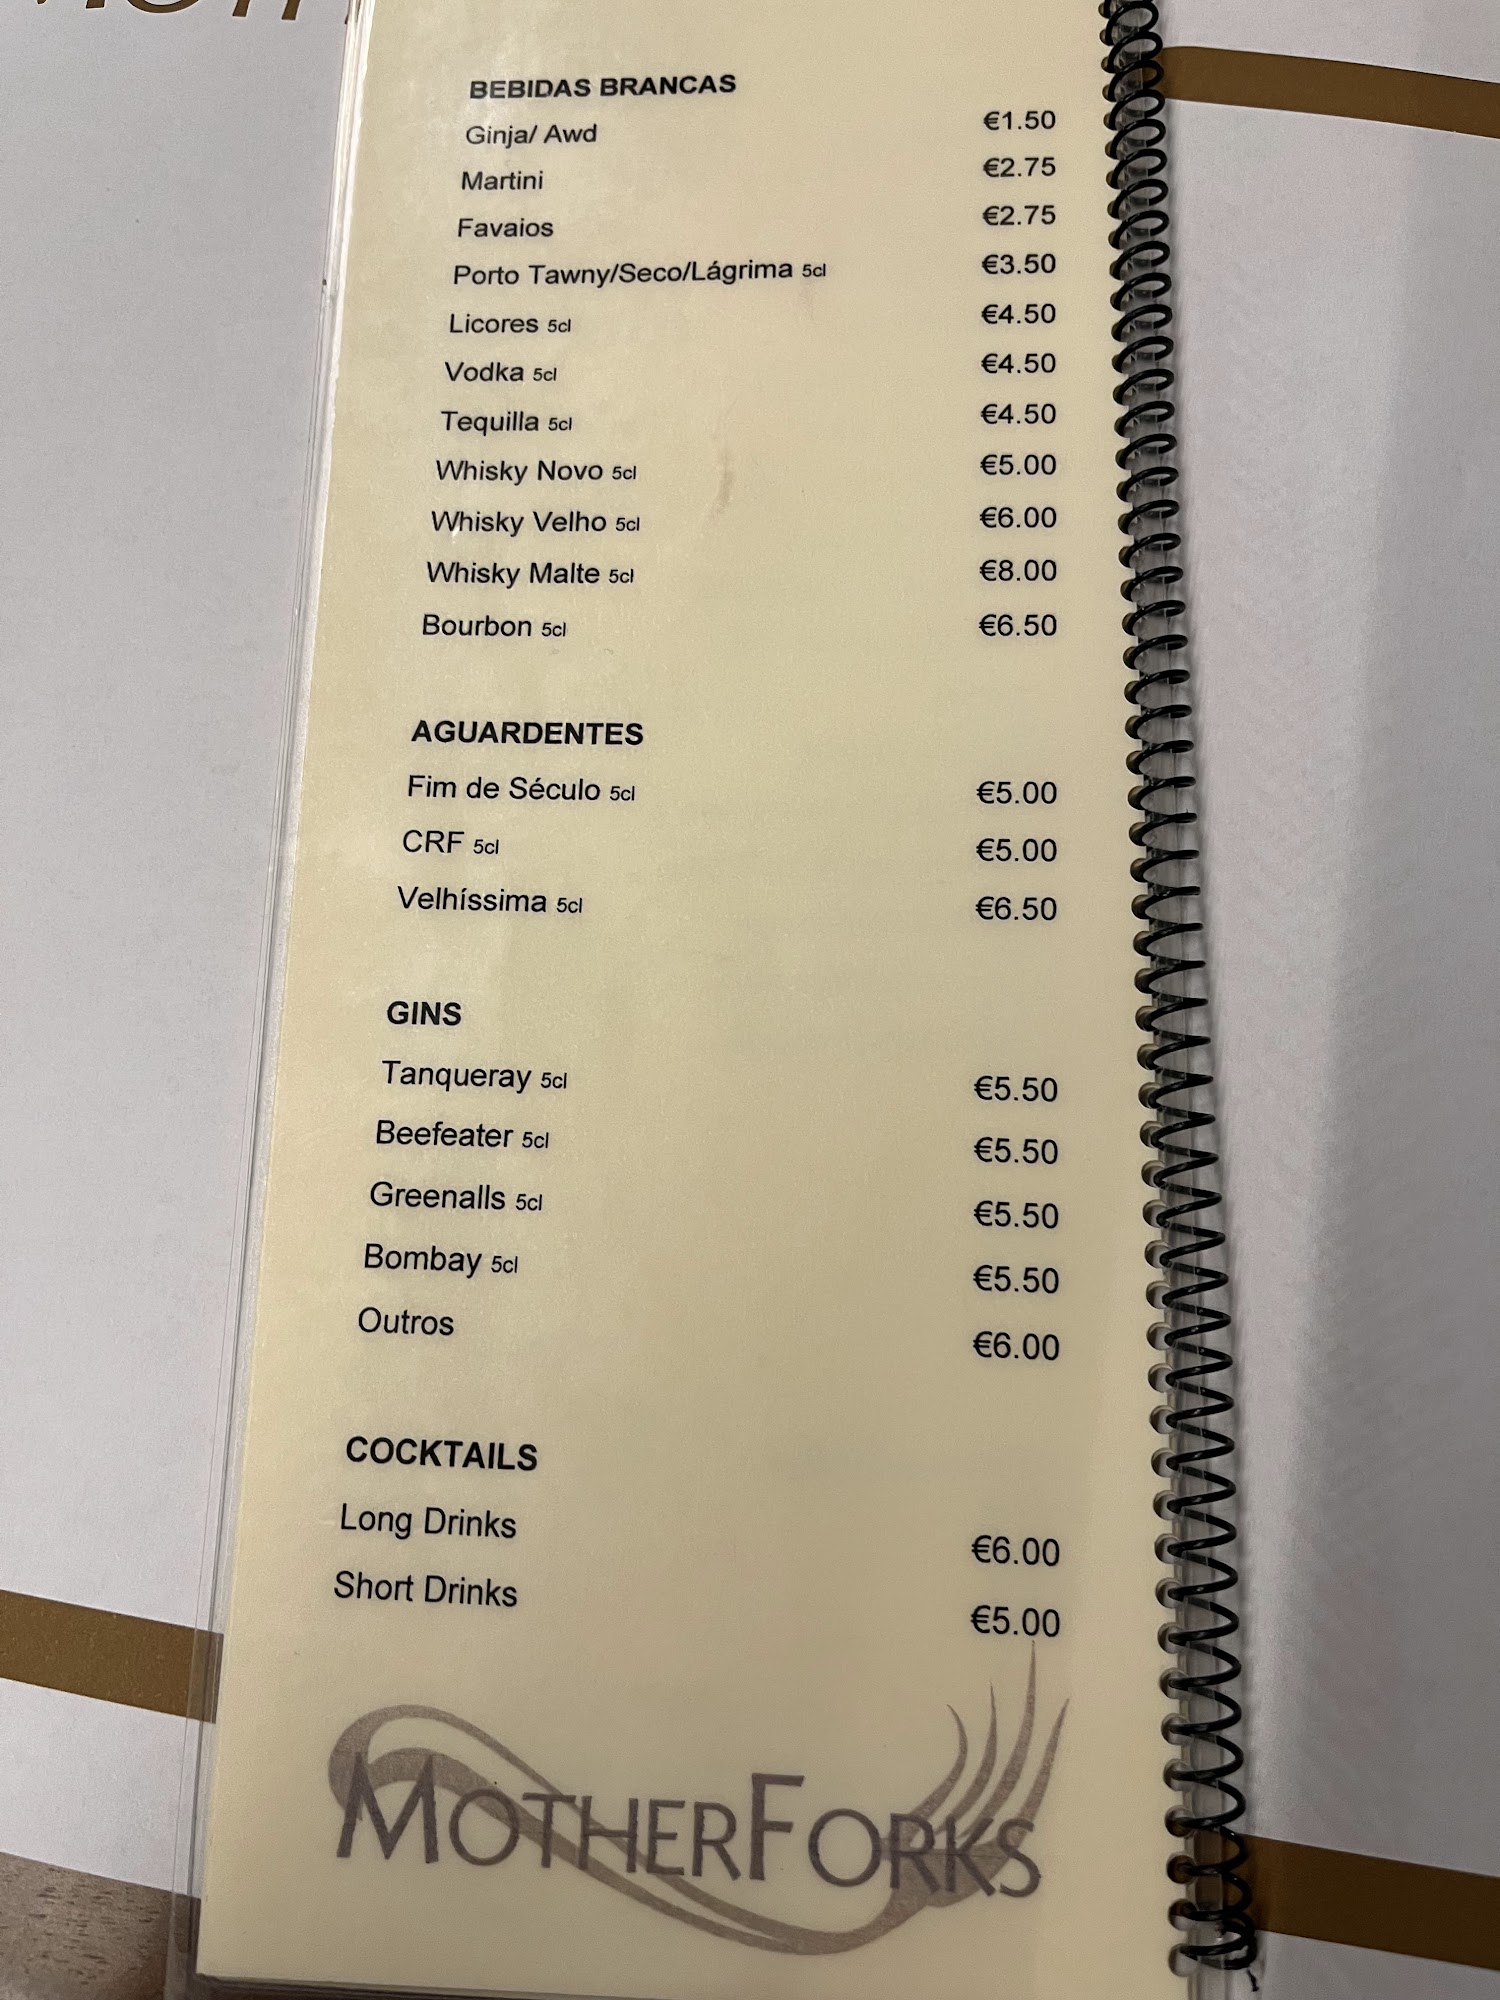 BEBIDAS BRANCAS
Ginja/ Awd €1.50
Martini €2.75
Favaios €2.75
Porto Tawny/Seco/Lágrima 5cl €3.50
Licores 5cl €4.50
Vodka 5cl €4.50
Tequilla 5cl €4.50
Whisky Novo 5cl €5.00
Whisky Velho 5cl €6.00
Whisky Malte 5cl €8.00
Bourbon 5cl €6.50
AGUARDENTES
Fim de Século 5cl €5.00
CRF 5cl €5.00
Velhíssima 5cl €6.50
GINS
Tanqueray 5cl €5.50
Beefeater 5cl €5.50
Greenalls 5cl €5.50
Bombay 5cl €5.50
Outros €6.00
COCKTAILS
Long Drinks €6.00
Short Drinks €5.00
MOTHERFORKS